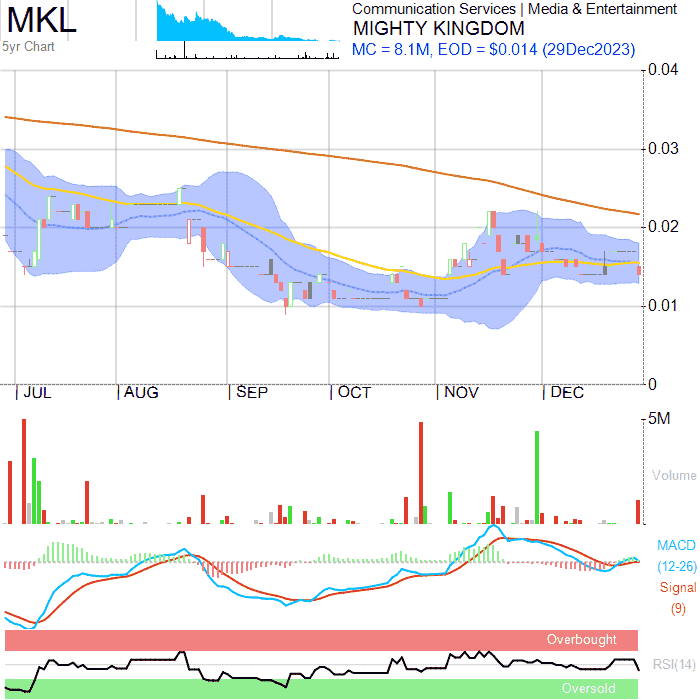 MKL
5yr Chart
Communication Services | Media & Entertainment
MIGHTY KINGDOM
MC = 8.1M, EOD = $0.014 (29Dec2023)
0.04
0.03
0.02
0.01
0
JUL AUG SEP OCT NOV DEC
5M
Volume
0
MACD
(12-26)
Signal
(9)
Overbought
RSI(14)
Oversold